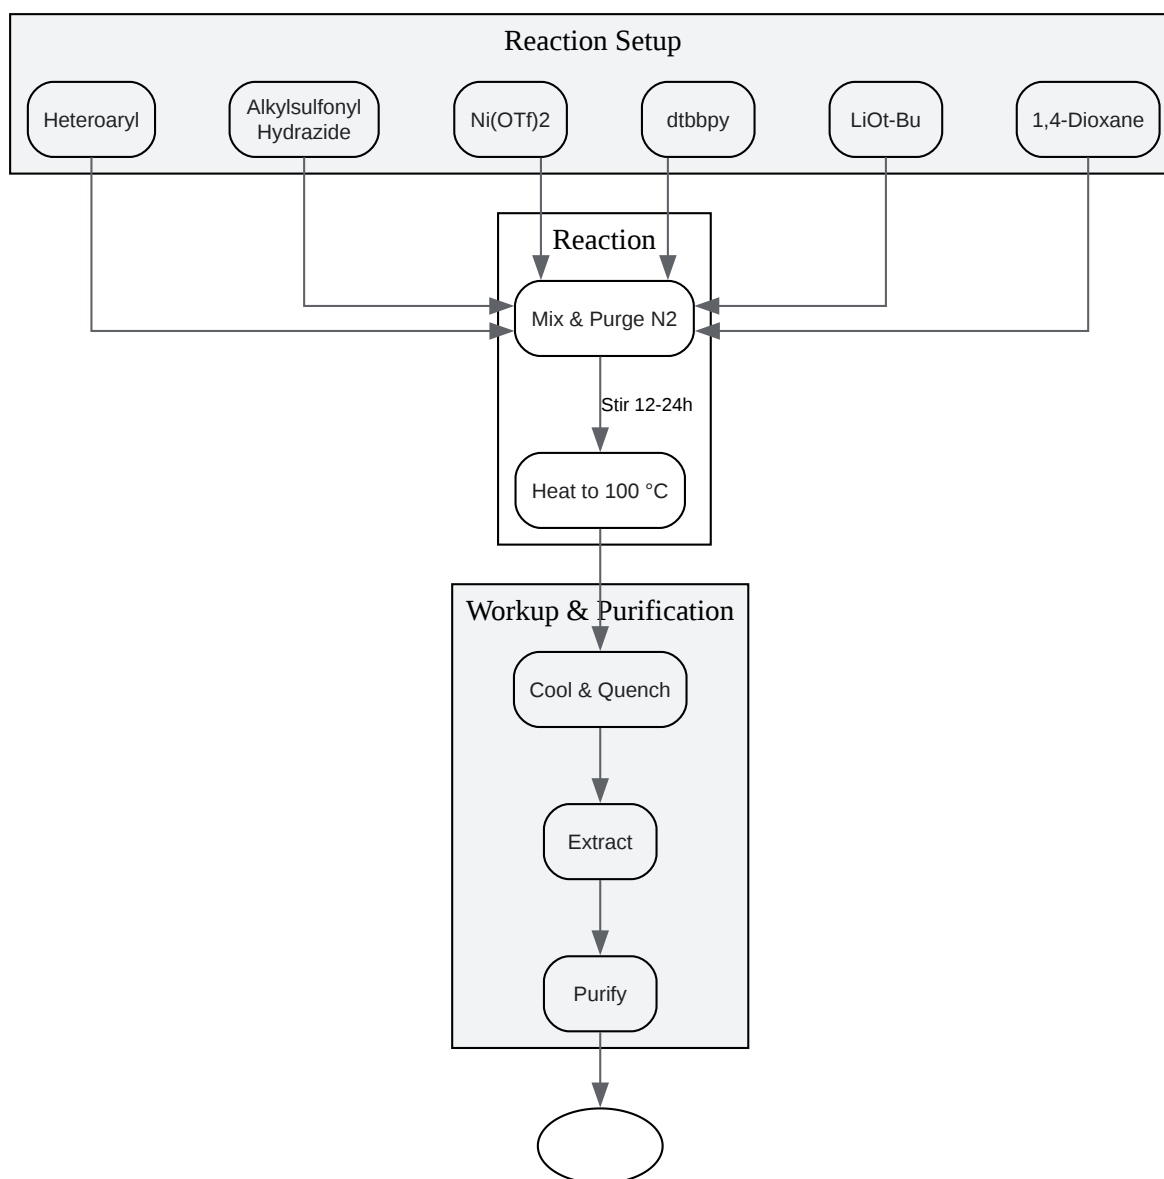 Reaction Setup
Heteroaryl
Alkylsulfonyl
Hydrazide
Ni(OTf)2
dtbbpy
LiOt-Bu
1,4-Dioxane
Reaction
Mix & Purge N2
Stir 12-24h
Heat to 100 °C
Workup & Purification
Cool & Quench
Extract
Purify